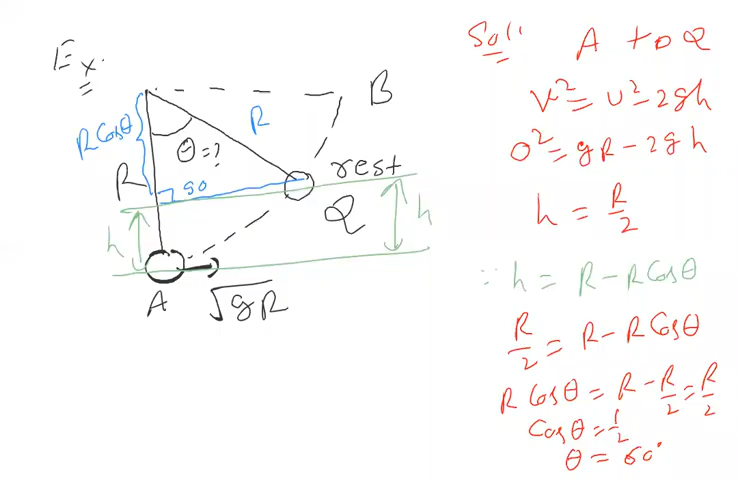 Ex.
B
R Cosθ
R
θ = ?
R
90
rest
Q
h
h
A
√gR
Sol:
A to Q
V² = U² - 2gh
0² = gR - 2gh
h = R/2
∵ h = R - R Cosθ
R/2 = R - R Cosθ
R Cosθ = R - R/2 = R/2
Cosθ = 1/2
θ = 60°